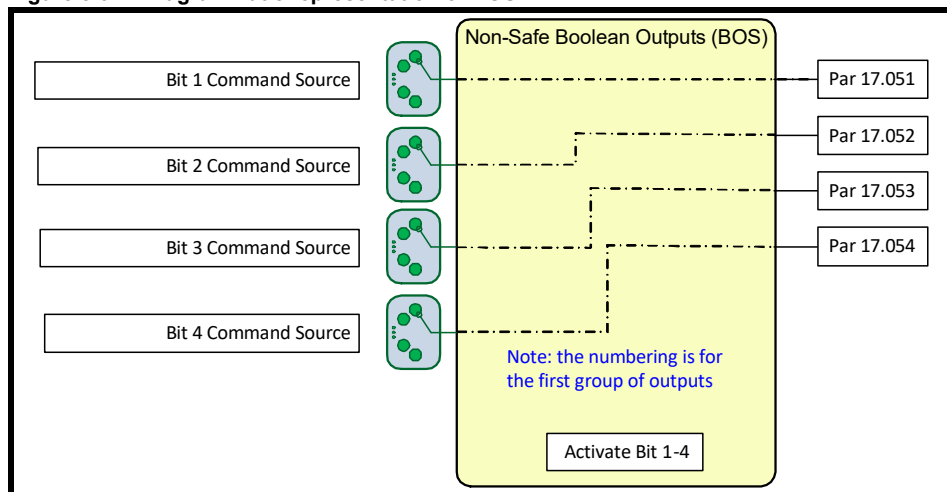 Non-Safe Boolean Outputs (BOS)
Bit 1 Command Source
Par 17.051
Bit 2 Command Source
Par 17.052
Bit 3 Command Source
Par 17.053
Bit 4 Command Source
Par 17.054
Note: the numbering is for
the first group of outputs
Activate Bit 1-4